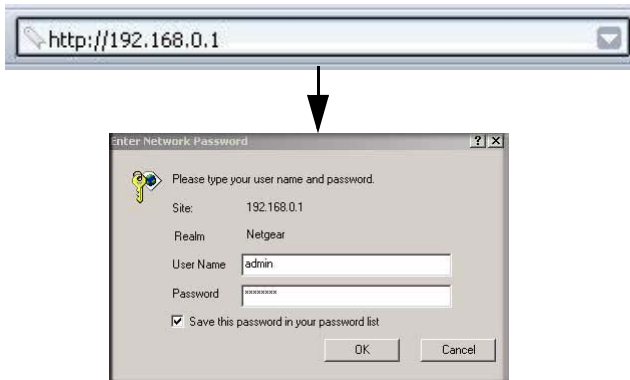 http://192.168.0.1
Enter Network Password
Please type your user name and password.
Site: 192.168.0.1
Realm Netgear
User Name admin
Password ********
Save this password in your password list
OK Cancel